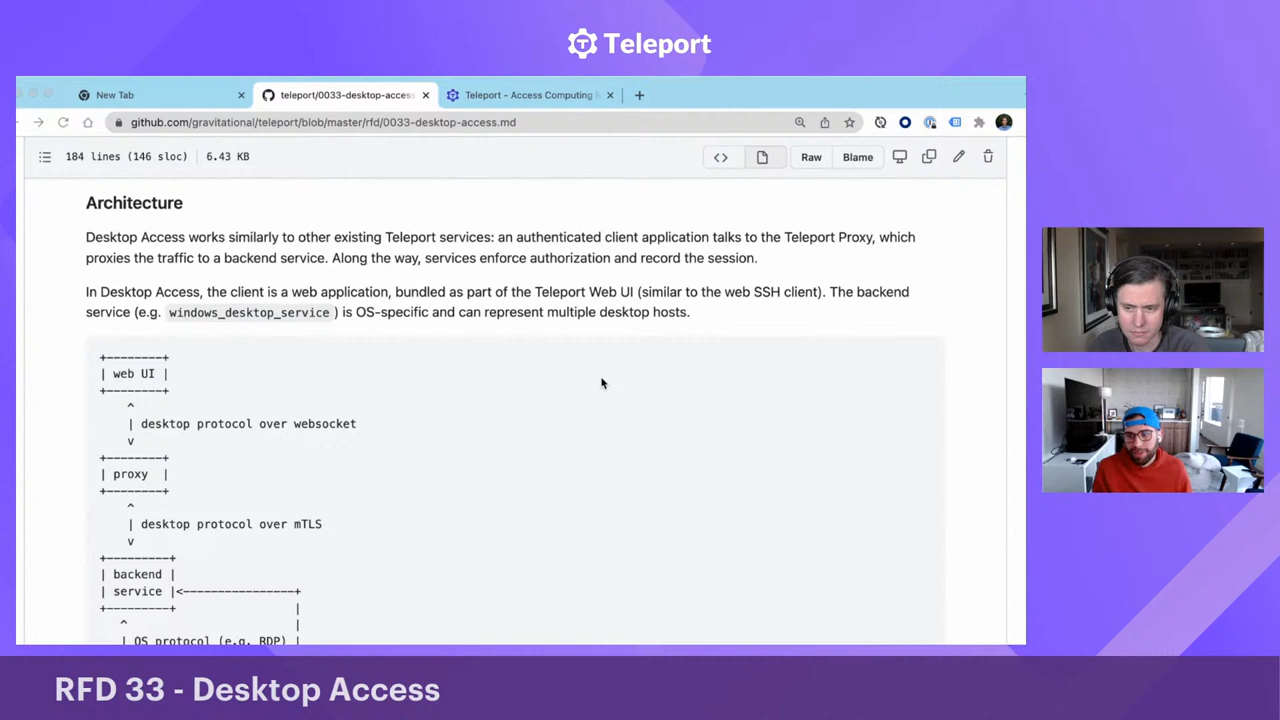 Teleport
New Tab
teleport/0033-desktop-access
Teleport - Access Computing
github.com/gravitational/teleport/blob/master/rfd/0033-desktop-access.md
184 lines (146 sloc) 6.43 KB
Raw
Blame
Architecture
Desktop Access works similarly to other existing Teleport services: an authenticated client application talks to the Teleport Proxy, which
proxies the traffic to a backend service. Along the way, services enforce authorization and record the session.
In Desktop Access, the client is a web application, bundled as part of the Teleport Web UI (similar to the web SSH client). The backend
service (e.g. windows_desktop_service ) is OS-specific and can represent multiple desktop hosts.
+--------+
| web UI |
+--------+
^
| desktop protocol over websocket
v
+--------+
| proxy |
+--------+
^
| desktop protocol over mTLS
v
+---------+
| backend |
| service |<----------------+
+---------+ |
^ |
| OS protocol (e.g. RDP) |
RFD 33 - Desktop Access